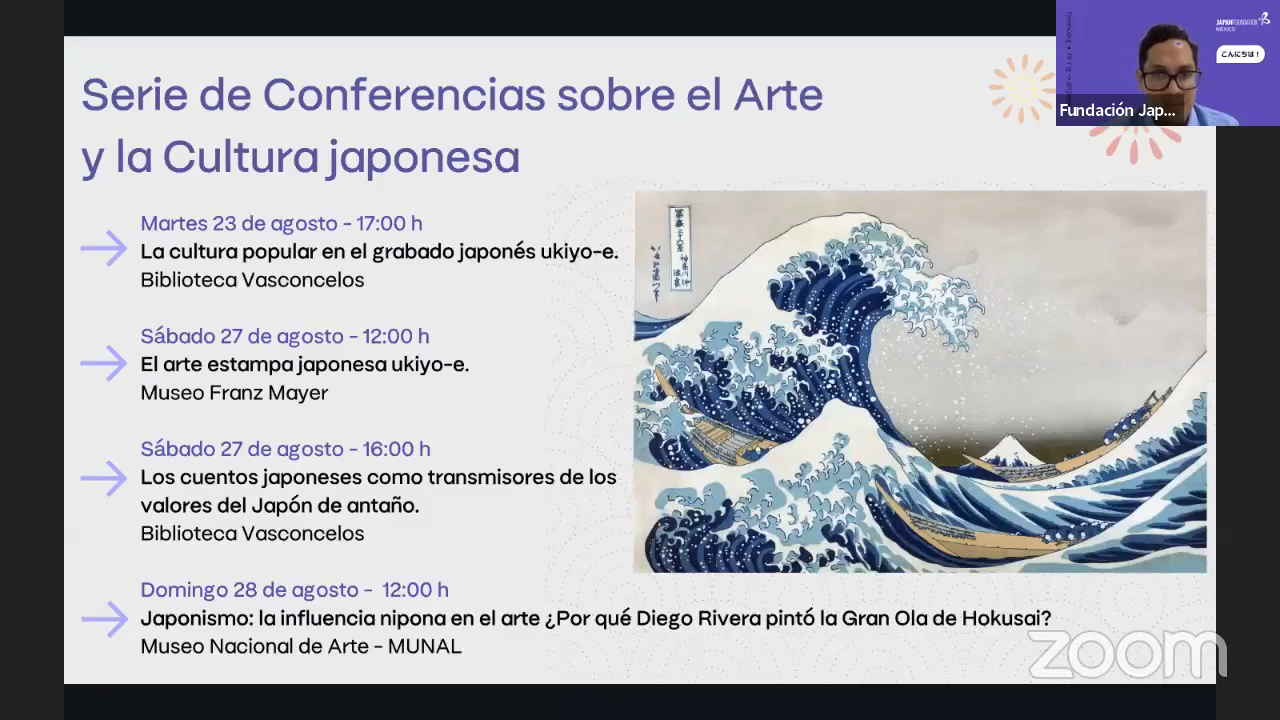 Serie de Conferencias sobre el Arte
y la Cultura japonesa
Martes 23 de agosto - 17:00 h
La cultura popular en el grabado japonés ukiyo-e.
Biblioteca Vasconcelos
Sábado 27 de agosto - 12:00 h
El arte estampa japonesa ukiyo-e.
Museo Franz Mayer
Sábado 27 de agosto - 16:00 h
Los cuentos japoneses como transmisores de los
valores del Japón de antaño.
Biblioteca Vasconcelos
Domingo 28 de agosto - 12:00 h
Japonismo: la influencia nipona en el arte ¿Por qué Diego Rivera pintó la Gran Ola de Hokusai?
Museo Nacional de Arte - MUNAL
JAPANFOUNDATION
MÉXICO
こんにちは！
Fundación Jap...
zoom